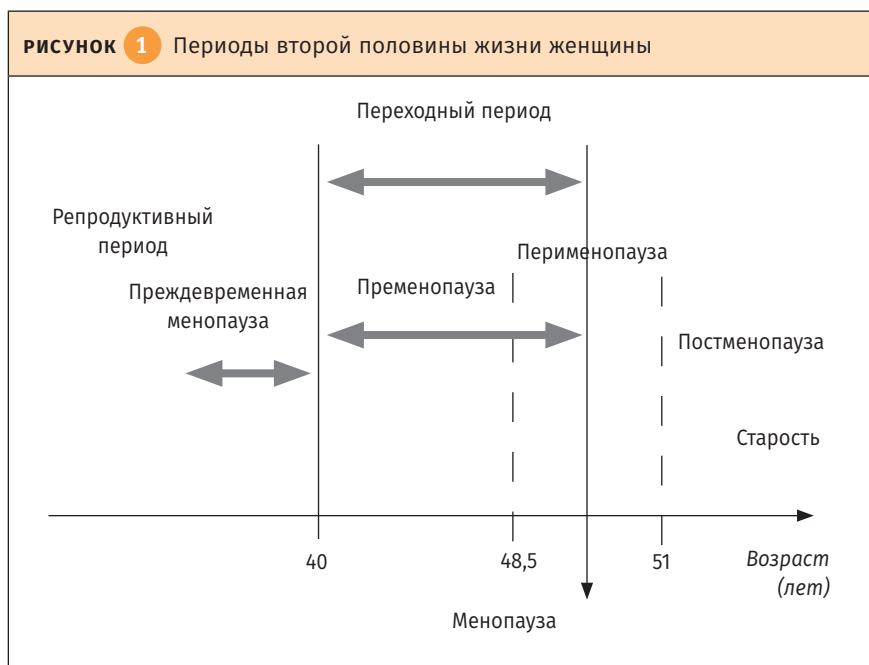 РИСУНОК 1 Периоды второй половины жизни женщины
Переходный период
Репродуктивный
период
Перименопауза
Преждевременная
менопауза
Пременопауза
Постменопауза
Старость
40
48,5
51
Возраст
(лет)
Менопауза